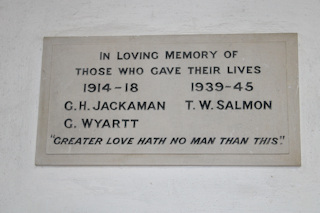 IN LOVING MEMORY OF
THOSE WHO GAVE THEIR LIVES
1914-18 1939-45
G. H. JACKAMAN T. W. SALMON
G. WYARTT
"GREATER LOVE HATH NO MAN THAN THIS".